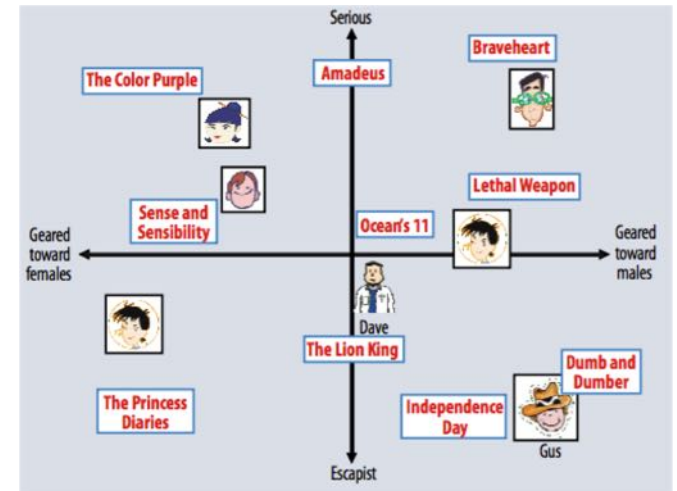 Serious
Braveheart
Amadeus
The Color Purple
Lethal Weapon
Sense and
Sensibility
Ocean's 11
Geared
toward
females
Geared
toward
males
Dave
The Lion King
Dumb and
Dumber
The Princess
Diaries
Independence
Day
Gus
Escapist